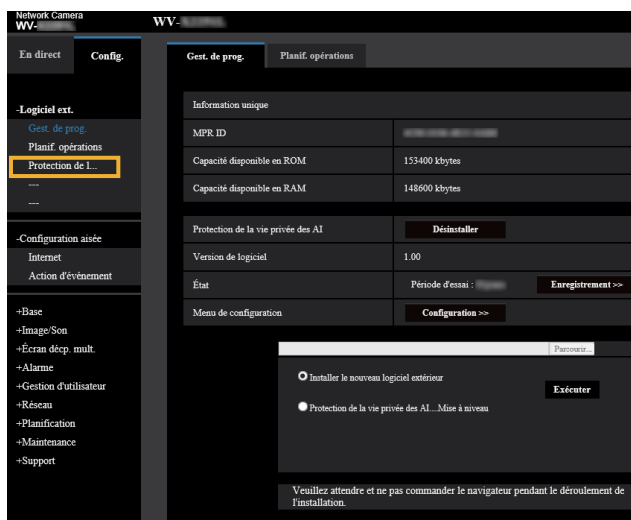 Network Camera
WV-
WV-
En direct
Config.
Gest. de prog.
Planif. opérations
-Logiciel ext.
Gest. de prog.
Planif. opérations
Protection de l...
---
---
-Configuration aisée
Internet
Action d'événement
+Base
+Image/Son
+Écran décp. mult.
+Alarme
+Gestion d'utilisateur
+Réseau
+Planification
+Maintenance
+Support
Information unique
MPR ID
Capacité disponible en ROM 153400 kbytes
Capacité disponible en RAM 148600 kbytes
Protection de la vie privée des AI Désinstaller
Version de logiciel 1.00
État Période d'essai : Enregistrement >>
Menu de configuration Configuration >>
Parcourir...
Installer le nouveau logiciel extérieur
Exécuter
Protection de la vie privée des AI....Mise à niveau
Veuillez attendre et ne pas commander le navigateur pendant le déroulement de
l'installation.